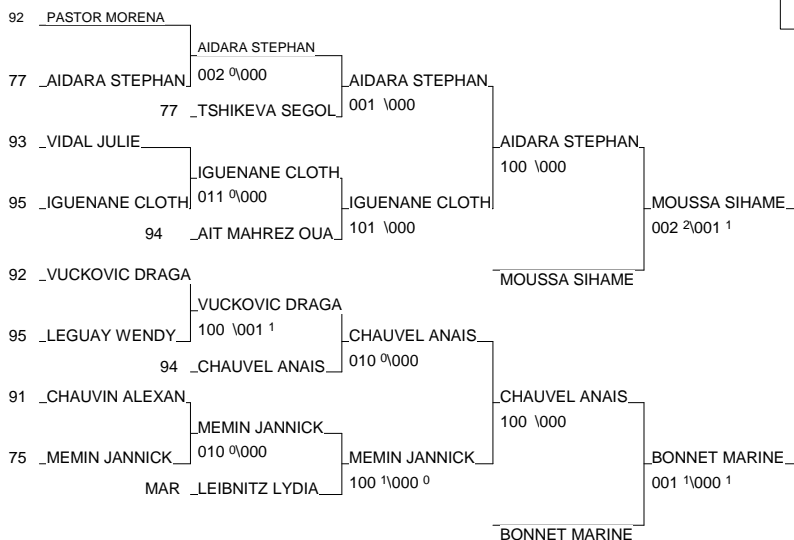 92 PASTOR MORENA
AIDARA STEPHAN
77 AIDARA STEPHAN 002 0\000 AIDARA STEPHAN
77 TSHIKEVA SEGOL 001 \000
93 VIDAL JULIE AIDARA STEPHAN
IGUENANE CLOTH 100 \000
95 IGUENANE CLOTH 011 0\000 IGUENANE CLOTH MOUSSA SIHAME
94 AIT MAHREZ OUA 101 \000 002 2\001 1
92 VUCKOVIC DRAGA MOUSSA SIHAME
VUCKOVIC DRAGA
95 LEGUAY WENDY 100 \001 1 CHAUVEL ANAIS
94 CHAUVEL ANAIS 010 0\000
91 CHAUVIN ALEXAN CHAUVEL ANAIS
MEMIN JANNICK 100 \000
75 MEMIN JANNICK 010 0\000 MEMIN JANNICK BONNET MARINE
MAR LEIBNITZ LYDIA 100 1\000 0 001 1\000 1
BONNET MARINE